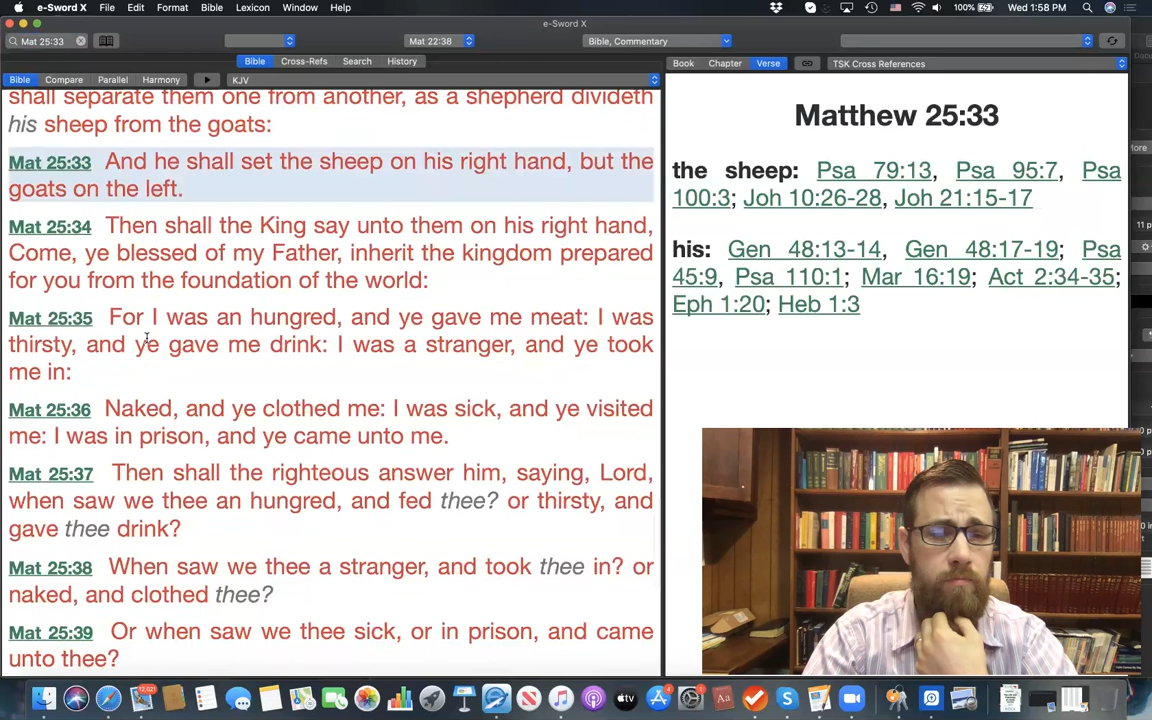 e-Sword X File Edit Format Bible Lexicon Window Help 100% Wed 1:58 PM
e-Sword X
Mat 25:33 Mat 22:38 Bible, Commentary
Bible Cross-Refs Search History
Bible Compare Parallel Harmony KJV
Book Chapter Verse TSK Cross References
shall separate them one from another, as a shepherd divideth
his sheep from the goats:
Mat 25:33 And he shall set the sheep on his right hand, but the
goats on the left.
Mat 25:34 Then shall the King say unto them on his right hand,
Come, ye blessed of my Father, inherit the kingdom prepared
for you from the foundation of the world:
Mat 25:35 For I was an hungred, and ye gave me meat: I was
thirsty, and ye gave me drink: I was a stranger, and ye took
me in:
Mat 25:36 Naked, and ye clothed me: I was sick, and ye visited
me: I was in prison, and ye came unto me.
Mat 25:37 Then shall the righteous answer him, saying, Lord,
when saw we thee an hungred, and fed thee? or thirsty, and
gave thee drink?
Mat 25:38 When saw we thee a stranger, and took thee in? or
naked, and clothed thee?
Mat 25:39 Or when saw we thee sick, or in prison, and came
unto thee?
Matthew 25:33
the sheep: Psa 79:13, Psa 95:7, Psa
100:3; Joh 10:26-28, Joh 21:15-17
his: Gen 48:13-14, Gen 48:17-19; Psa
45:9, Psa 110:1; Mar 16:19; Act 2:34-35;
Eph 1:20; Heb 1:3
More
11 p
12,021
tv